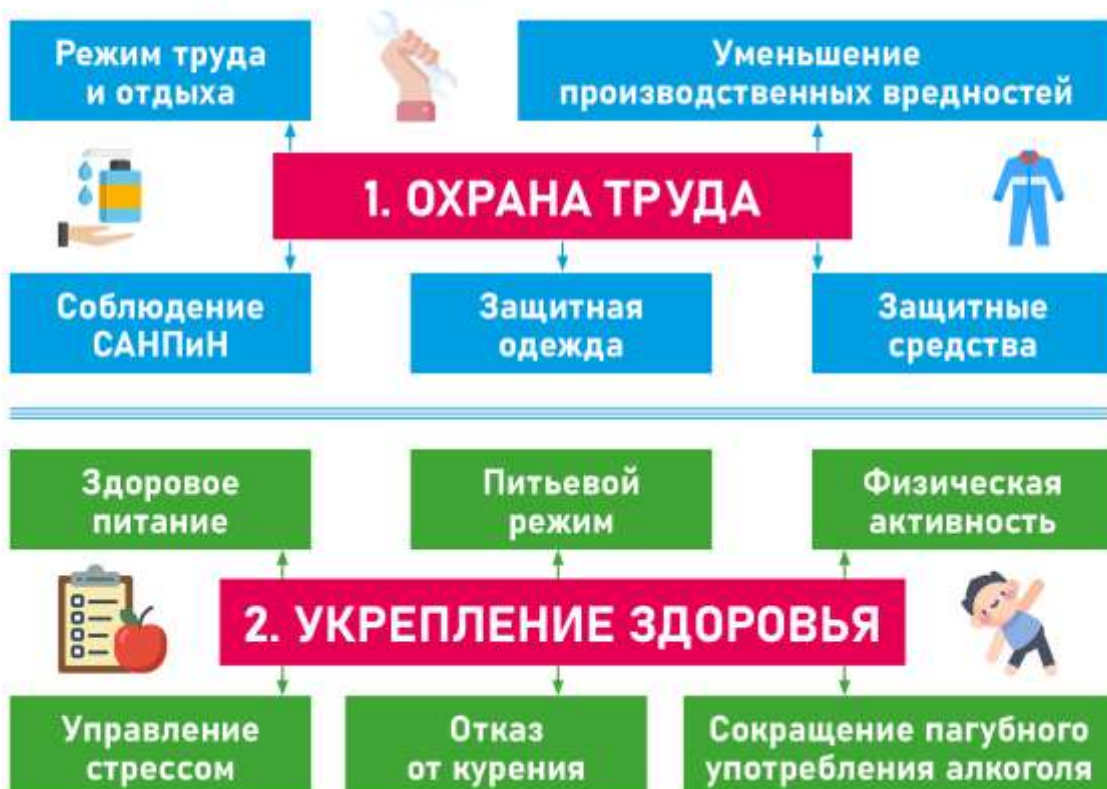 Режим труда
и отдыха
Уменьшение
производственных вредностей
1. ОХРАНА ТРУДА
Соблюдение
САНПиН
Защитная
одежда
Защитные
средства
Здоровое
питание
Питьевой
режим
Физическая
активность
2. УКРЕПЛЕНИЕ ЗДОРОВЬЯ
Управление
стрессом
Отказ
от курения
Сокращение пагубного
употребления алкоголя